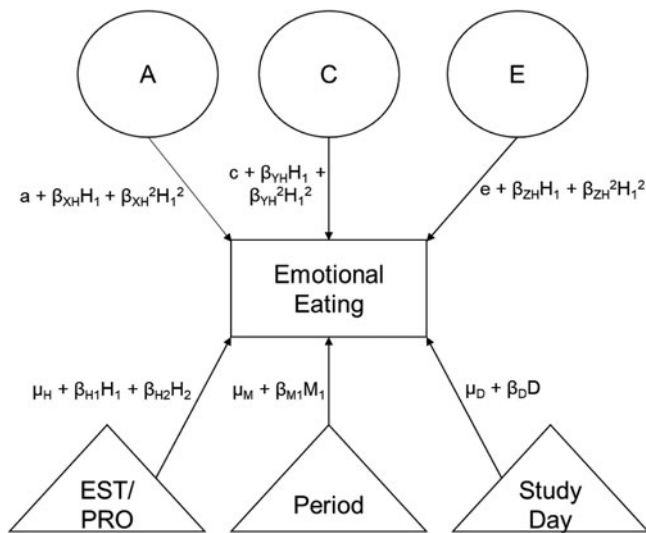 A
C
E
a + βXHH₁ + βXH²H₁²
c + βYHH₁ +
βYH²H₁²
e + βZHH₁ + βZH²H₁²
Emotional
Eating
μH + βH1H₁ + βH2H₂
μM + βM1M₁
μD + βDD
EST/
PRO
Period
Study
Day